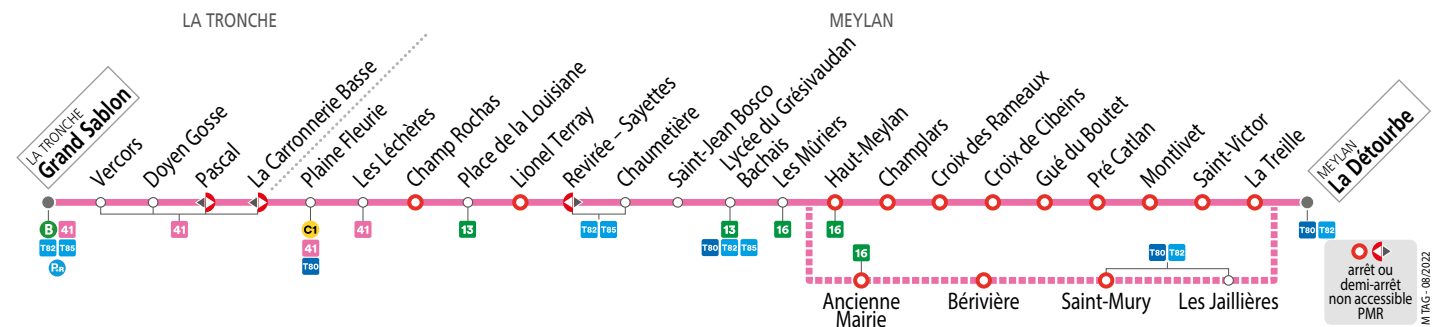 LA TRONCHE
MEYLAN
LA TRONCHE
Grand Sablon
Vercors
Doyen Gosse
Pascal
La Carronnerie Basse
Plaine Fleurie
Les Léchères
Champ Rochas
Place de la Louisiane
Lionel Terray
Revirée – Sayettes
Chaumetière
Saint-Jean Bosco
Lycée du Grésivaudan
Bachais
Les Mûriers
Haut-Meylan
Champlars
Croix des Rameaux
Croix de Cibeins
Gué du Boutet
Pré Catlan
Montlivet
Saint-Victor
La Treille
MEYLAN
La Détourbe
B 41
T82 T85
P+R
41
C1
41
T80
41
13
T82 T85
13
T80 T82 T85
16
16
T80 T82
16
T80 T82
Ancienne
Mairie
Bérivière
Saint-Mury
Les Jaillières
arrêt ou
demi-arrêt
non accessible
PMR
M TAG - 08/2022